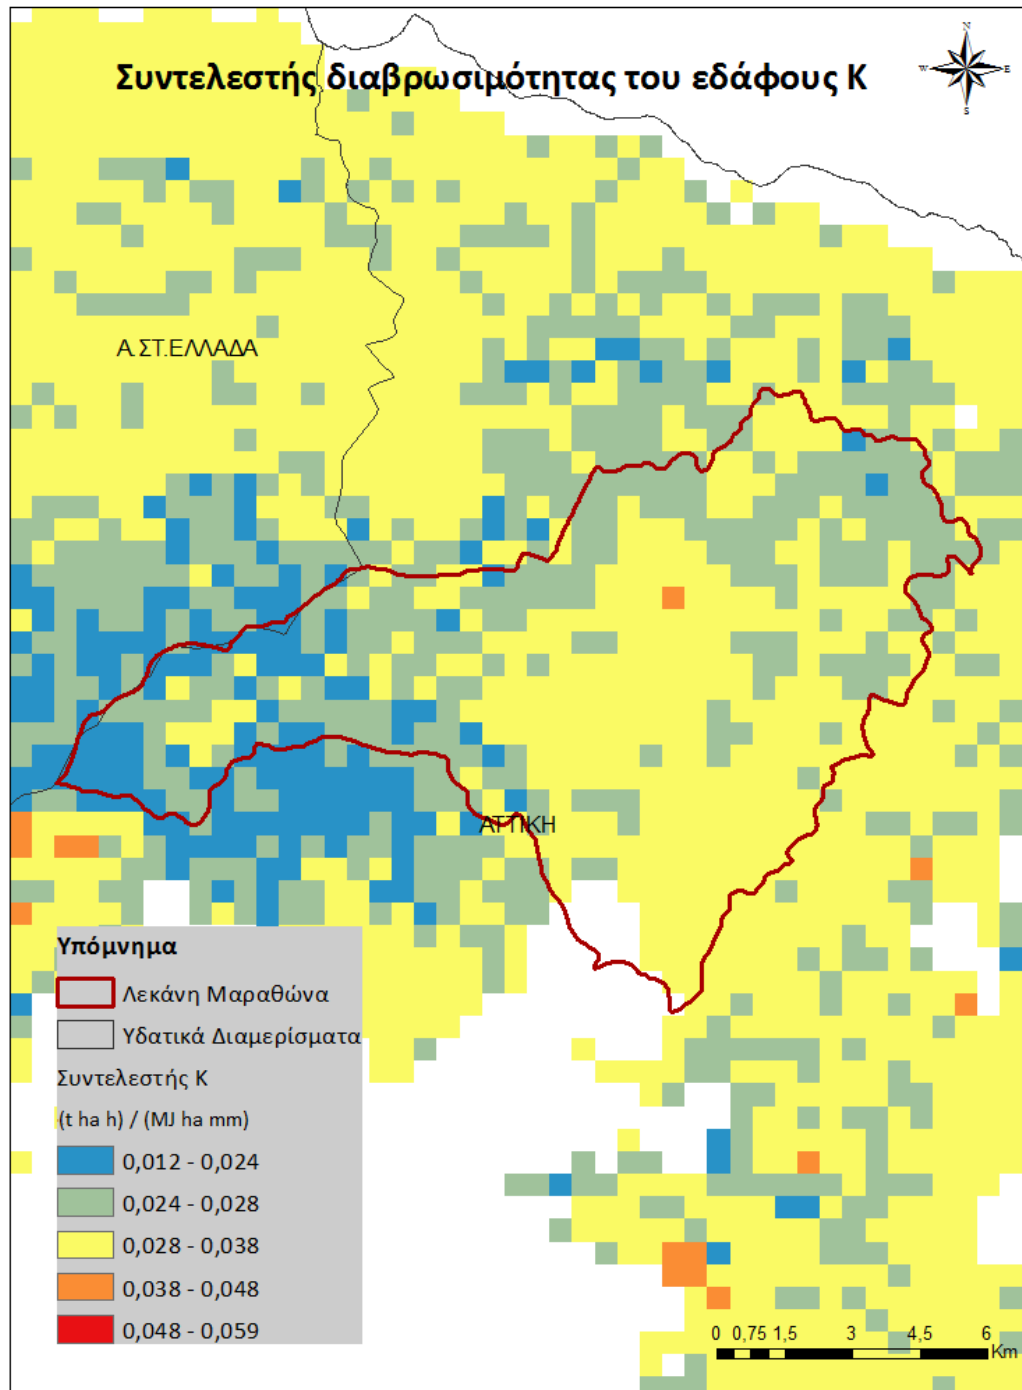 Συντελεστής διαβρωσιμότητας του εδάφους Κ
N
W
E
S
Α.ΣΤ.ΕΛΛΑΔΑ
ΑΤΤΙΚΗ
Υπόμνημα
Λεκάνη Μαραθώνα
Υδατικά Διαμερίσματα
Συντελεστής Κ
(t ha h) / (MJ ha mm)
0,012 - 0,024
0,024 - 0,028
0,028 - 0,038
0,038 - 0,048
0,048 - 0,059
0 0,75 1,5 3 4,5 6
Km